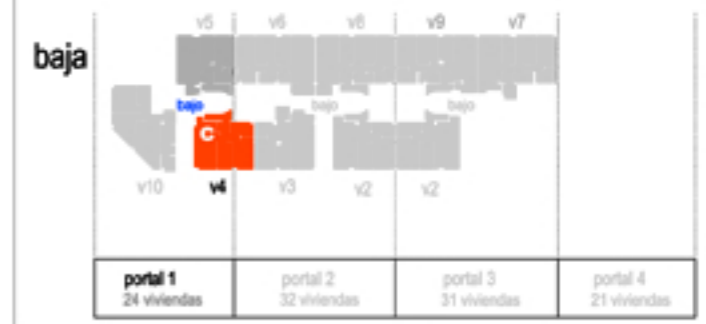 v5 v6 v8 v9 v7
baja
bajo bajo bajo
C
v10 v4 v3 v2 v2
portal 1 portal 2 portal 3 portal 4
24 viviendas 32 viviendas 31 viviendas 21 viviendas